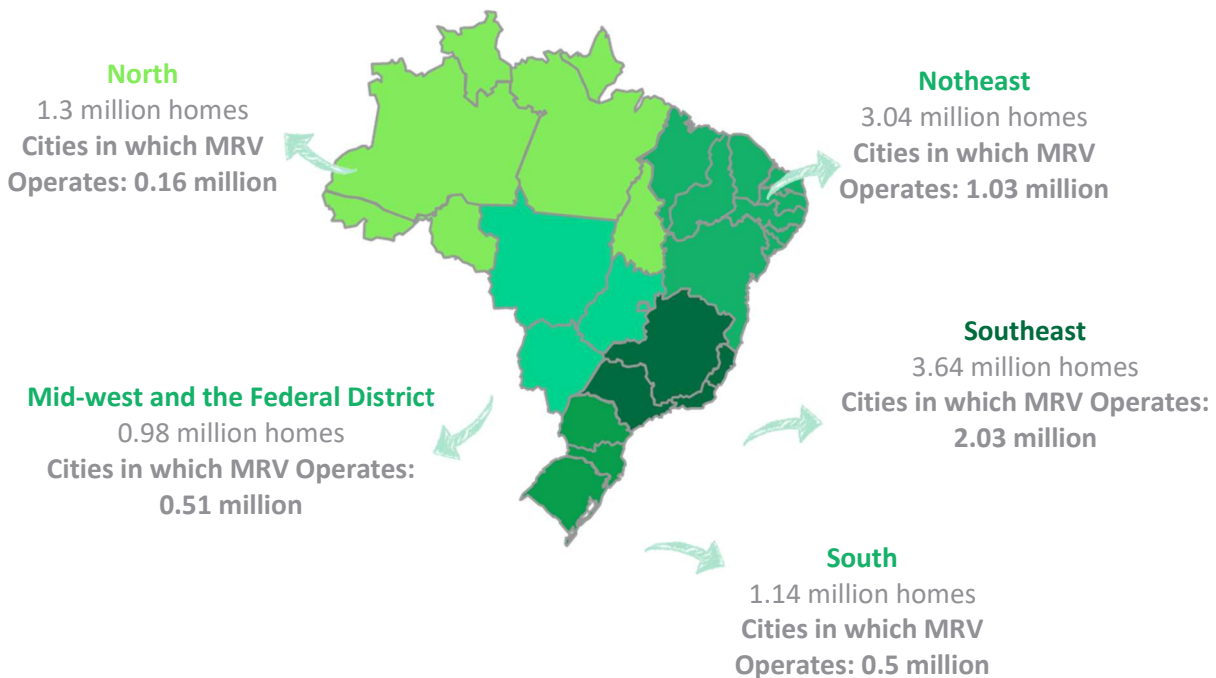 North
1.3 million homes
Cities in which MRV
Operates: 0.16 million
Notheast
3.04 million homes
Cities in which MRV
Operates: 1.03 million
Southeast
3.64 million homes
Cities in which MRV Operates:
2.03 million
Mid-west and the Federal District
0.98 million homes
Cities in which MRV Operates:
0.51 million
South
1.14 million homes
Cities in which MRV
Operates: 0.5 million